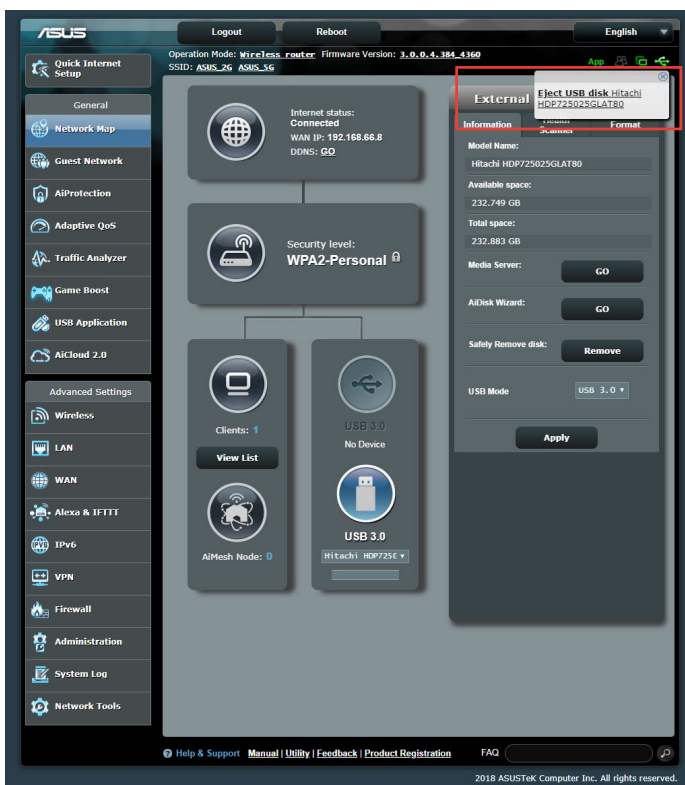 ASUS
Logout
Reboot
English
Quick Internet
Setup
Operation Mode: Wireless router Firmware Version: 3.0.0.4.384_4360
SSID: ASUS_2G ASUS_5G
App
General
Network Map
Guest Network
AiProtection
Adaptive QoS
Traffic Analyzer
Game Boost
USB Application
AiCloud 2.0
Advanced Settings
Wireless
LAN
WAN
Alexa & IFTTT
IPv6
VPN
Firewall
Administration
System Log
Network Tools
Internet status:
Connected
WAN IP: 192.168.66.8
DDNS: GO
Security level:
WPA2-Personal
Clients: 1
View List
AiMesh Node: 0
USB 3.0
No Device
USB 3.0
Hitachi HDP725
External
Eject USB disk Hitachi
HDP725025GLAT80
Information
Scanner
Format
Model Name:
Hitachi HDP725025GLAT80
Available space:
232.749 GB
Total space:
232.883 GB
Media Server:
GO
AiDisk Wizard:
GO
Safely Remove disk:
Remove
USB Mode
USB 3.0
Apply
Help & Support Manual | Utility | Feedback | Product Registration
FAQ
2018 ASUSTeK Computer Inc. All rights reserved.